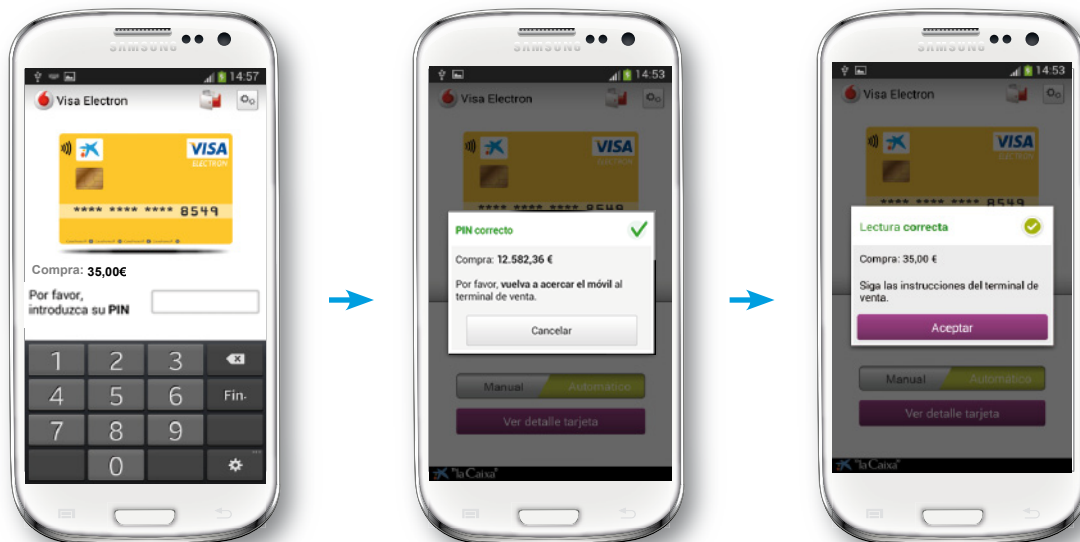 SAMSUNG
14:57
Visa Electron
VISA
ELECTRON
**** **** **** 8549
Compra: 35,00€
Por favor,
introduzca su PIN
1 2 3
4 5 6 Fin.
7 8 9
0
SAMSUNG
14:53
Visa Electron
VISA
ELECTRON
**** **** **** 8549
PIN correcto
Compra: 12.582,36 €
Por favor, vuelva a acercar el móvil al
terminal de venta.
Cancelar
Manual Automático
Ver detalle tarjeta
"la Caixa"
SAMSUNG
14:53
Visa Electron
VISA
ELECTRON
**** **** **** 8549
Lectura correcta
Compra: 35,00 €
Siga las instrucciones del terminal de
venta.
Aceptar
Manual Automático
Ver detalle tarjeta
"la Caixa"